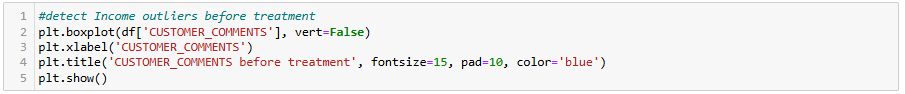 1 #detect Income outliers before treatment
2 plt.boxplot(df['CUSTOMER_COMMENTS'], vert=False)
3 plt.xlabel('CUSTOMER_COMMENTS')
4 plt.title('CUSTOMER_COMMENTS before treatment', fontsize=15, pad=10, color='blue')
5 plt.show()